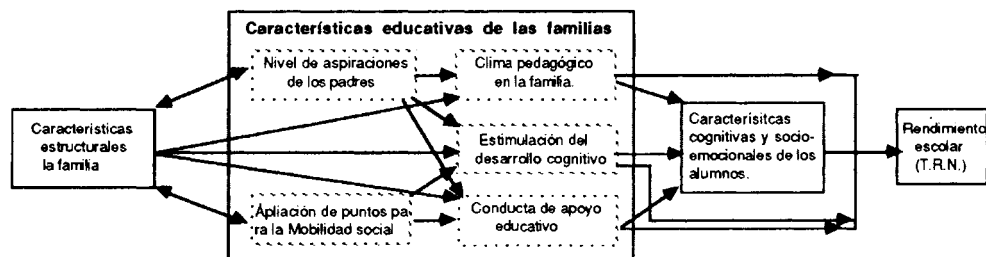 Características educativas de las familias
Nivel de aspiraciones
de los padres
Clima pedagógico
en la familia.
Características
estructurales
la familia
Estimulación del
desarrollo cognitivo
Caracterisitcas
cognitivas y socio-
emocionales de los
alumnos.
Rendimiento
escolar
(T.R.N.)
Apliación de puntos pa
ra la Mobilidad social
Conducta de apoyo
educativo